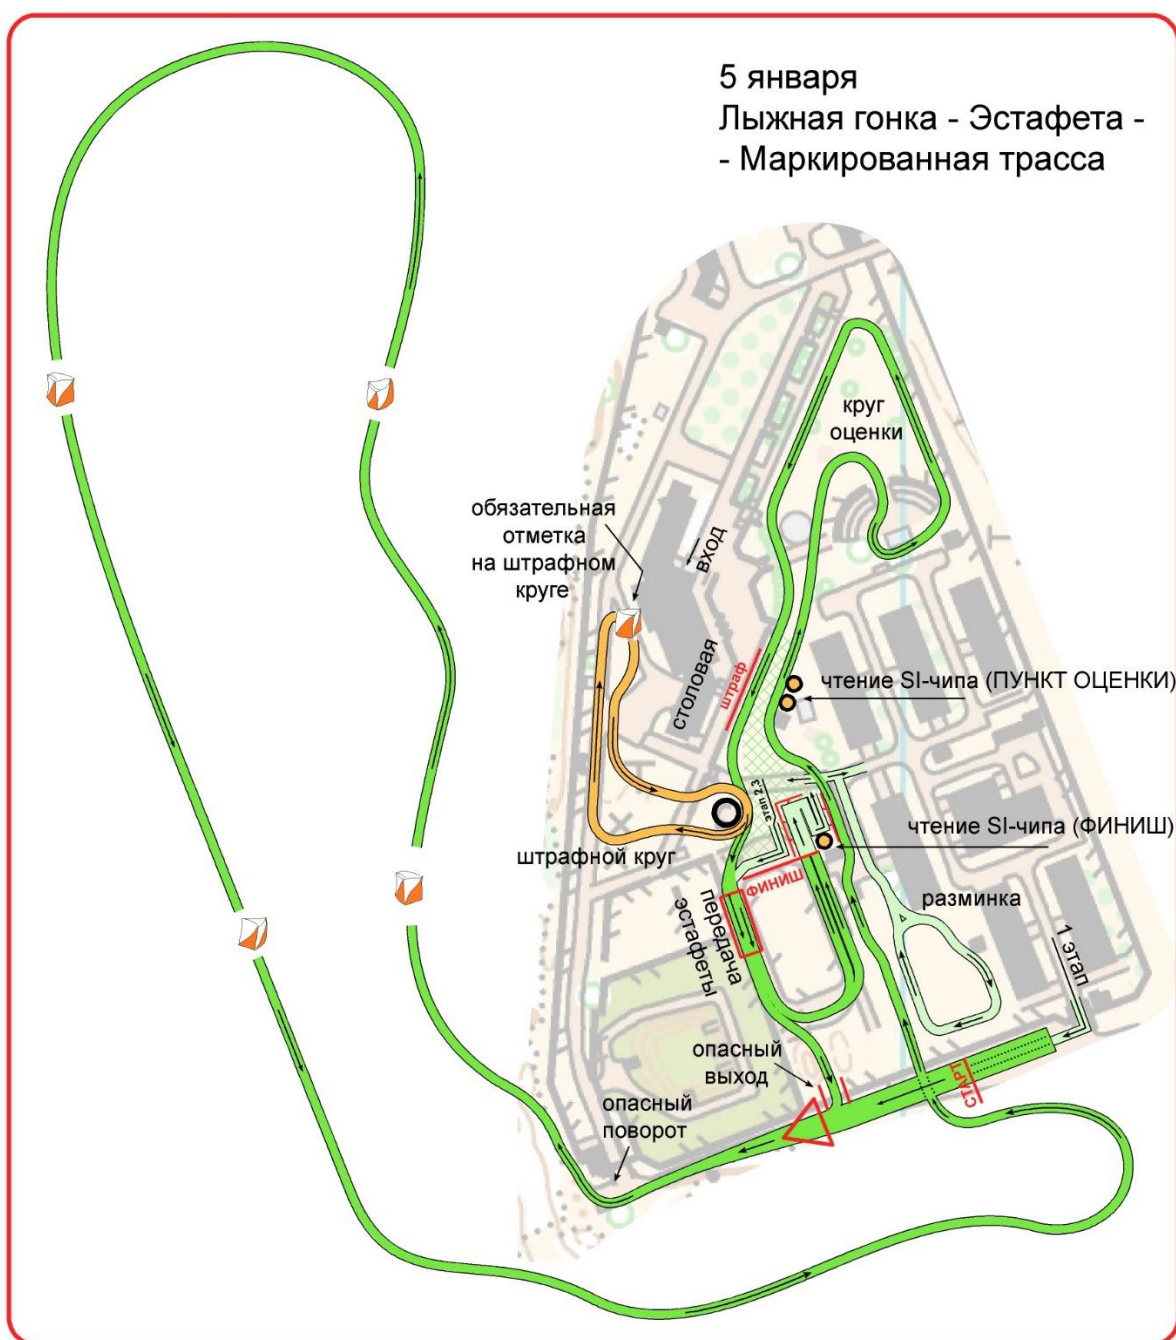 5 января
Лыжная гонка - Эстафета -
- Маркированная трасса
круг
оценки
обязательная
отметка
на штрафном
круге
вход
столовая
штраф
чтение SI-чипа (ПУНКТ ОЦЕНКИ)
этап 2,3
чтение SI-чипа (ФИНИШ)
штрафной круг
ФИНИШ
передача
эстафеты
разминка
1 этап
опасный
выход
СТАРТ
опасный
поворот